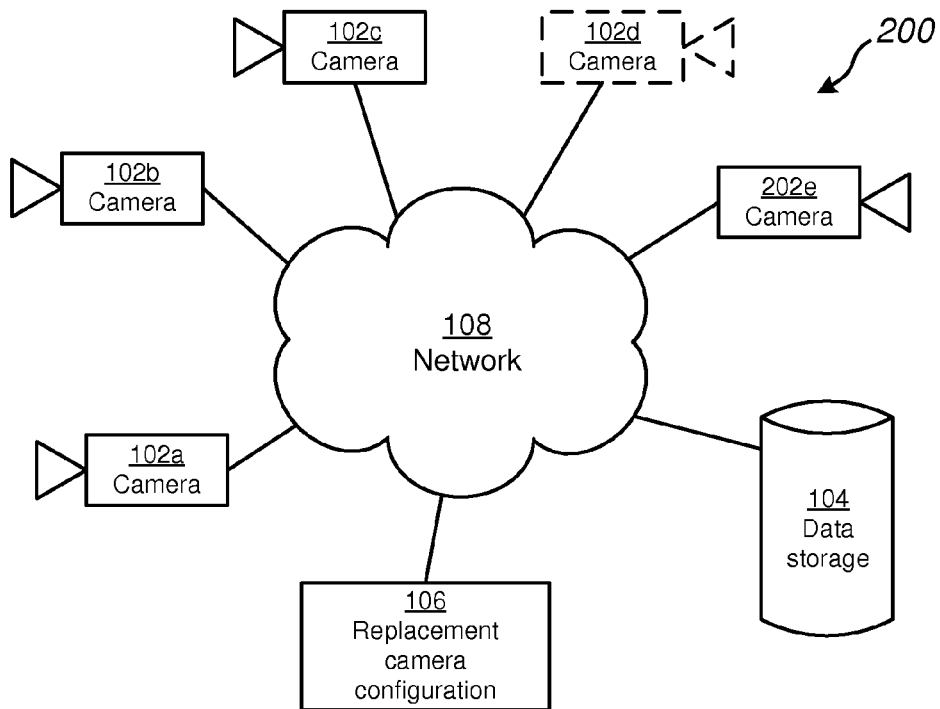 102c
Camera
102d
Camera
200
102b
Camera
202e
Camera
108
Network
102a
Camera
104
Data
storage
106
Replacement
camera
configuration